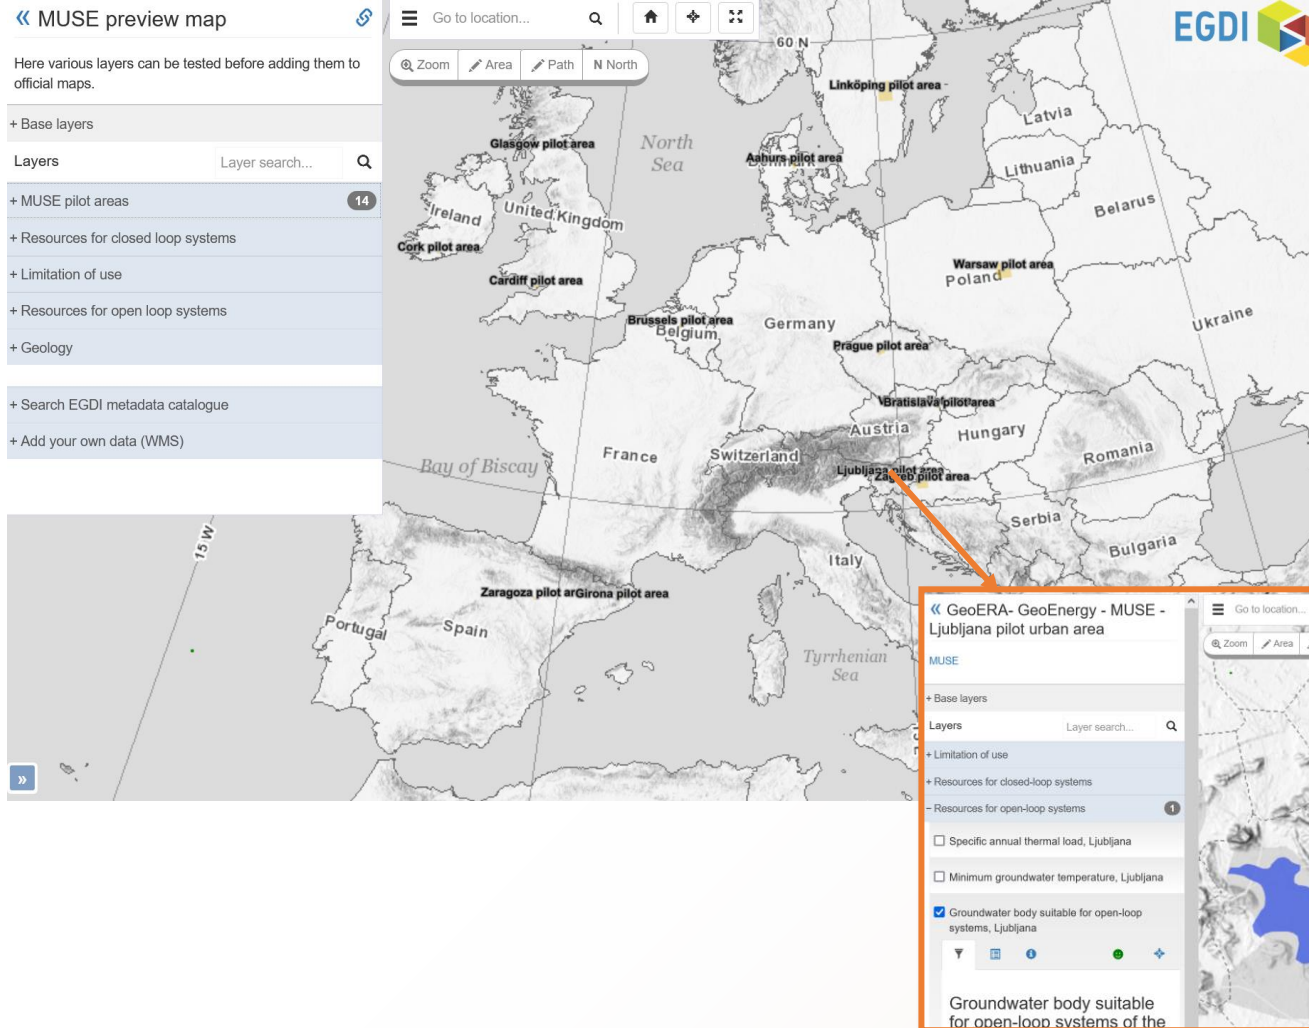 « MUSE preview map
Here various layers can be tested before adding them to
official maps.
+ Base layers
Layers
Layer search...
+ MUSE pilot areas
14
+ Resources for closed loop systems
+ Limitation of use
+ Resources for open loop systems
+ Geology
+ Search EGDI metadata catalogue
+ Add your own data (WMS)
Go to location...
Zoom
Area
Path
N North
EGDI
60 N
Linköping pilot area
Latvia
Glasgow pilot area
North
Sea
Aahurs pilot area
Lithuania
Belarus
Ireland
United Kingdom
Cork pilot area
Warsaw pilot area
Poland
Cardiff pilot area
Brussels pilot area
Belgium
Germany
Ukraine
Prague pilot area
Bratislava pilot area
Austria
Hungary
France
Switzerland
Romania
Bay of Biscay
Ljubljana pilot area
Zagreb pilot area
Serbia
15 W
Bulgaria
Italy
Zaragoza pilot ar
Girona pilot area
Portugal
Spain
Tyrrhenian
Sea
»
« GeoERA- GeoEnergy - MUSE -
Ljubljana pilot urban area
MUSE
+ Base layers
Layers
Layer search...
+ Limitation of use
+ Resources for closed-loop systems
− Resources for open-loop systems
1
Specific annual thermal load, Ljubljana
Minimum groundwater temperature, Ljubljana
Groundwater body suitable for open-loop
systems, Ljubljana
Groundwater body suitable
for open-loop systems of the
Go to location...
Zoom
Area